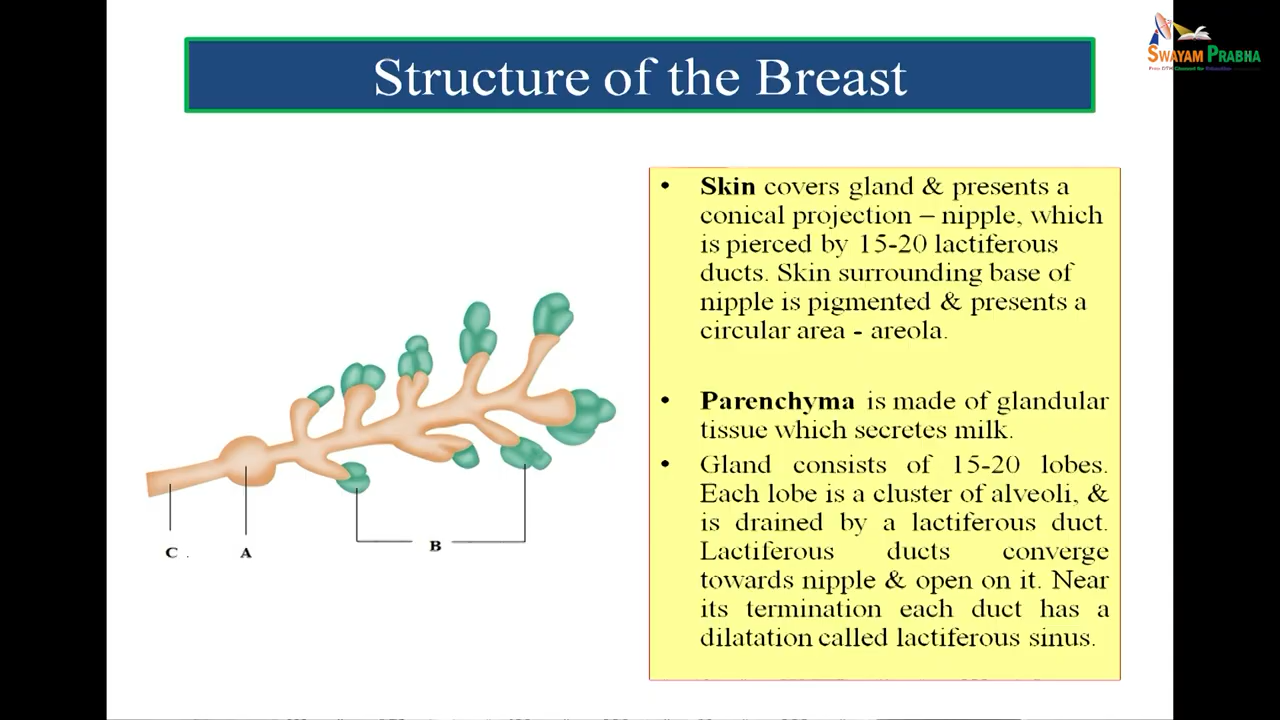 SWAYAM PRABHA
Structure of the Breast
• Skin covers gland & presents a
conical projection – nipple, which
is pierced by 15-20 lactiferous
ducts. Skin surrounding base of
nipple is pigmented & presents a
circular area - areola.
• Parenchyma is made of glandular
tissue which secretes milk.
• Gland consists of 15-20 lobes.
Each lobe is a cluster of alveoli, &
is drained by a lactiferous duct.
Lactiferous ducts converge
towards nipple & open on it. Near
its termination each duct has a
dilatation called lactiferous sinus.
C .
A
B